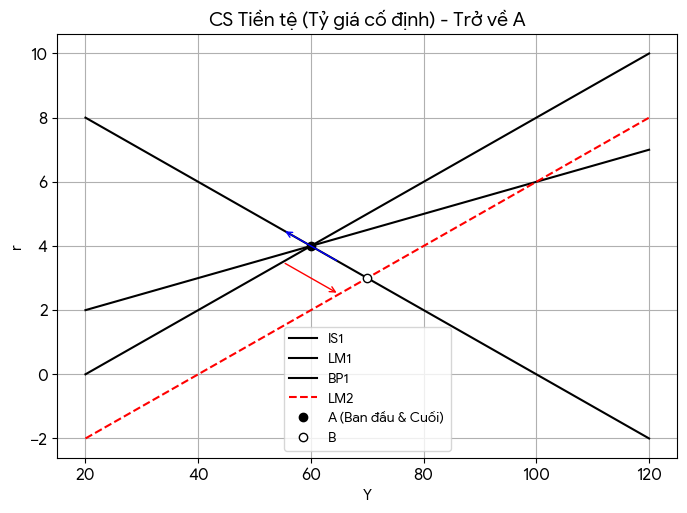 CS Tiền tệ (Tỷ giá cố định) - Trở về A
10
8
6
4
2
0
−2
r
20
40
60
80
100
120
Y
IS1
LM1
BP1
LM2
A (Ban đầu & Cuối)
B